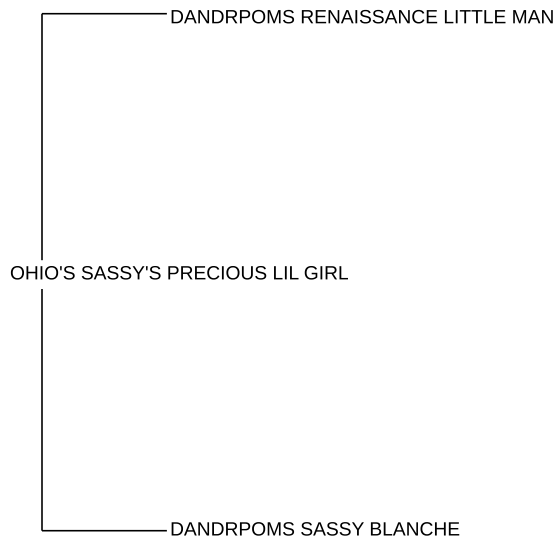 DANDRPOMS RENAISSANCE LITTLE MAN
OHIO'S SASSY'S PRECIOUS LIL GIRL
DANDRPOMS SASSY BLANCHE